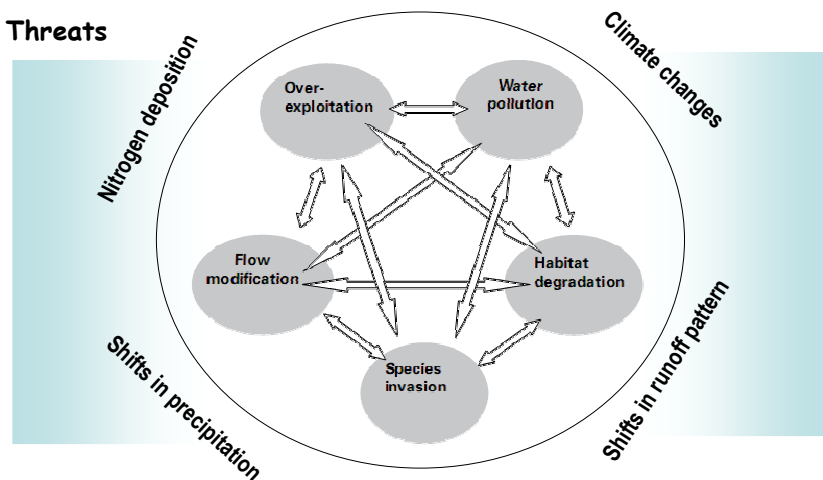 Threats
Nitrogen deposition
Climate changes
Over-
exploitation
Water
pollution
Flow
modification
Habitat
degradation
Species
invasion
Shifts in precipitation
Shifts in runoff pattern